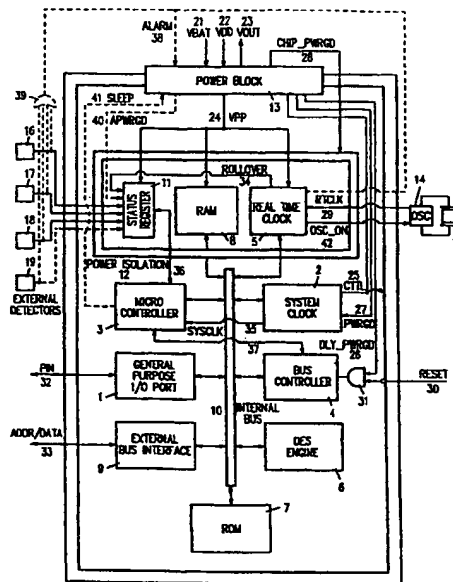 21 22 23
VBAT VDD VOUT
ALARM
38
CHIP_PWRGD
28
POWER BLOCK
13
39
41 SLEEP
40 APWRGD
24 VPP
16
17
18
19
EXTERNAL
DETECTORS
11
STATUS
REGISTER
ROLLOVER
34
RAM
8
REAL TIME
CLOCK
5
RTCLK
29
OSC_ON
42
14
OSC
POWER ISOLATION
12
36
2
MICRO
CONTROLLER
3
SYSCLK
35
SYSTEM
CLOCK
25
CTTL
27
PWRGD
37
DLY_PWRGD
26
PIN
32
GENERAL
PURPOSE
I/O PORT
1
BUS
CONTROLLER
4
31
RESET
30
10
INTERNAL
BUS
ADDR/DATA
33
EXTERNAL
BUS INTERFACE
9
DES
ENGINE
6
ROM
7